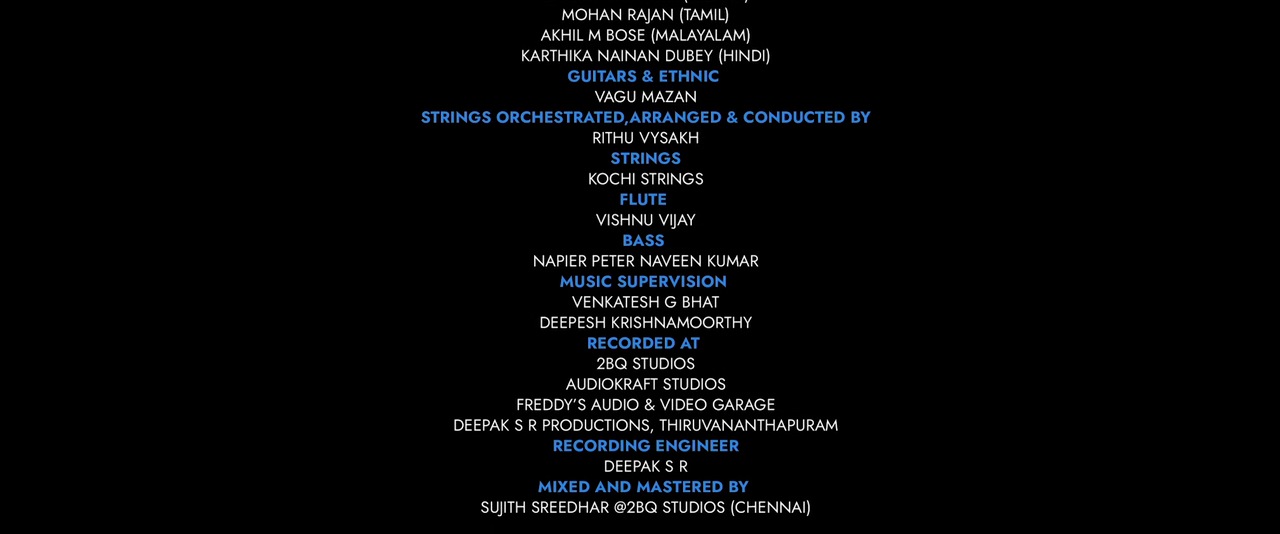 MOHAN RAJAN (TAMIL)
AKHIL M BOSE (MALAYALAM)
KARTHIKA NAINAN DUBEY (HINDI)
GUITARS & ETHNIC
VAGU MAZAN
STRINGS ORCHESTRATED,ARRANGED & CONDUCTED BY
RITHU VYSAKH
STRINGS
KOCHI STRINGS
FLUTE
VISHNU VIJAY
BASS
NAPIER PETER NAVEEN KUMAR
MUSIC SUPERVISION
VENKATESH G BHAT
DEEPESH KRISHNAMOORTHY
RECORDED AT
2BQ STUDIOS
AUDIOKRAFT STUDIOS
FREDDY’S AUDIO & VIDEO GARAGE
DEEPAK S R PRODUCTIONS, THIRUVANANTHAPURAM
RECORDING ENGINEER
DEEPAK S R
MIXED AND MASTERED BY
SUJITH SREEDHAR @2BQ STUDIOS (CHENNAI)